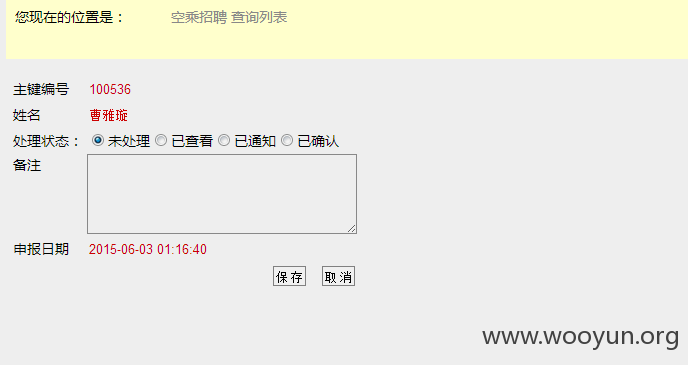 您现在的位置是： 空乘招聘 查询列表
主键编号 100536
姓名 曹雅璇
处理状态： 未处理 已查看 已通知 已确认
备注
申报日期 2015-06-03 01:16:40
保存 取消
www.wooyun.org